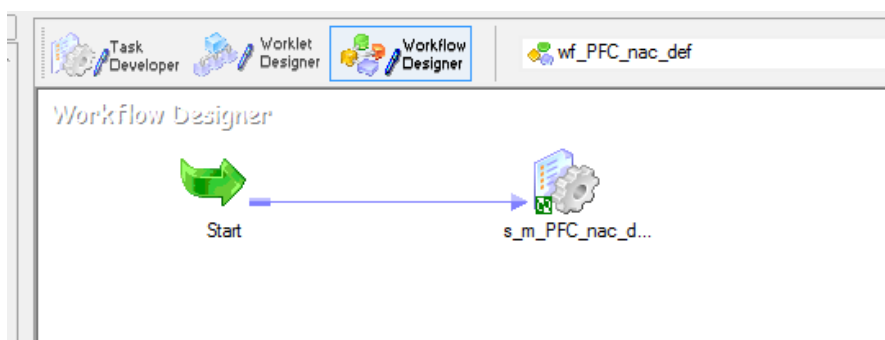 Task
Developer
Worklet
Designer
Workflow
Designer
wf_PFC_nac_def
Workflow Designer
Start
s_m_PFC_nac_d...